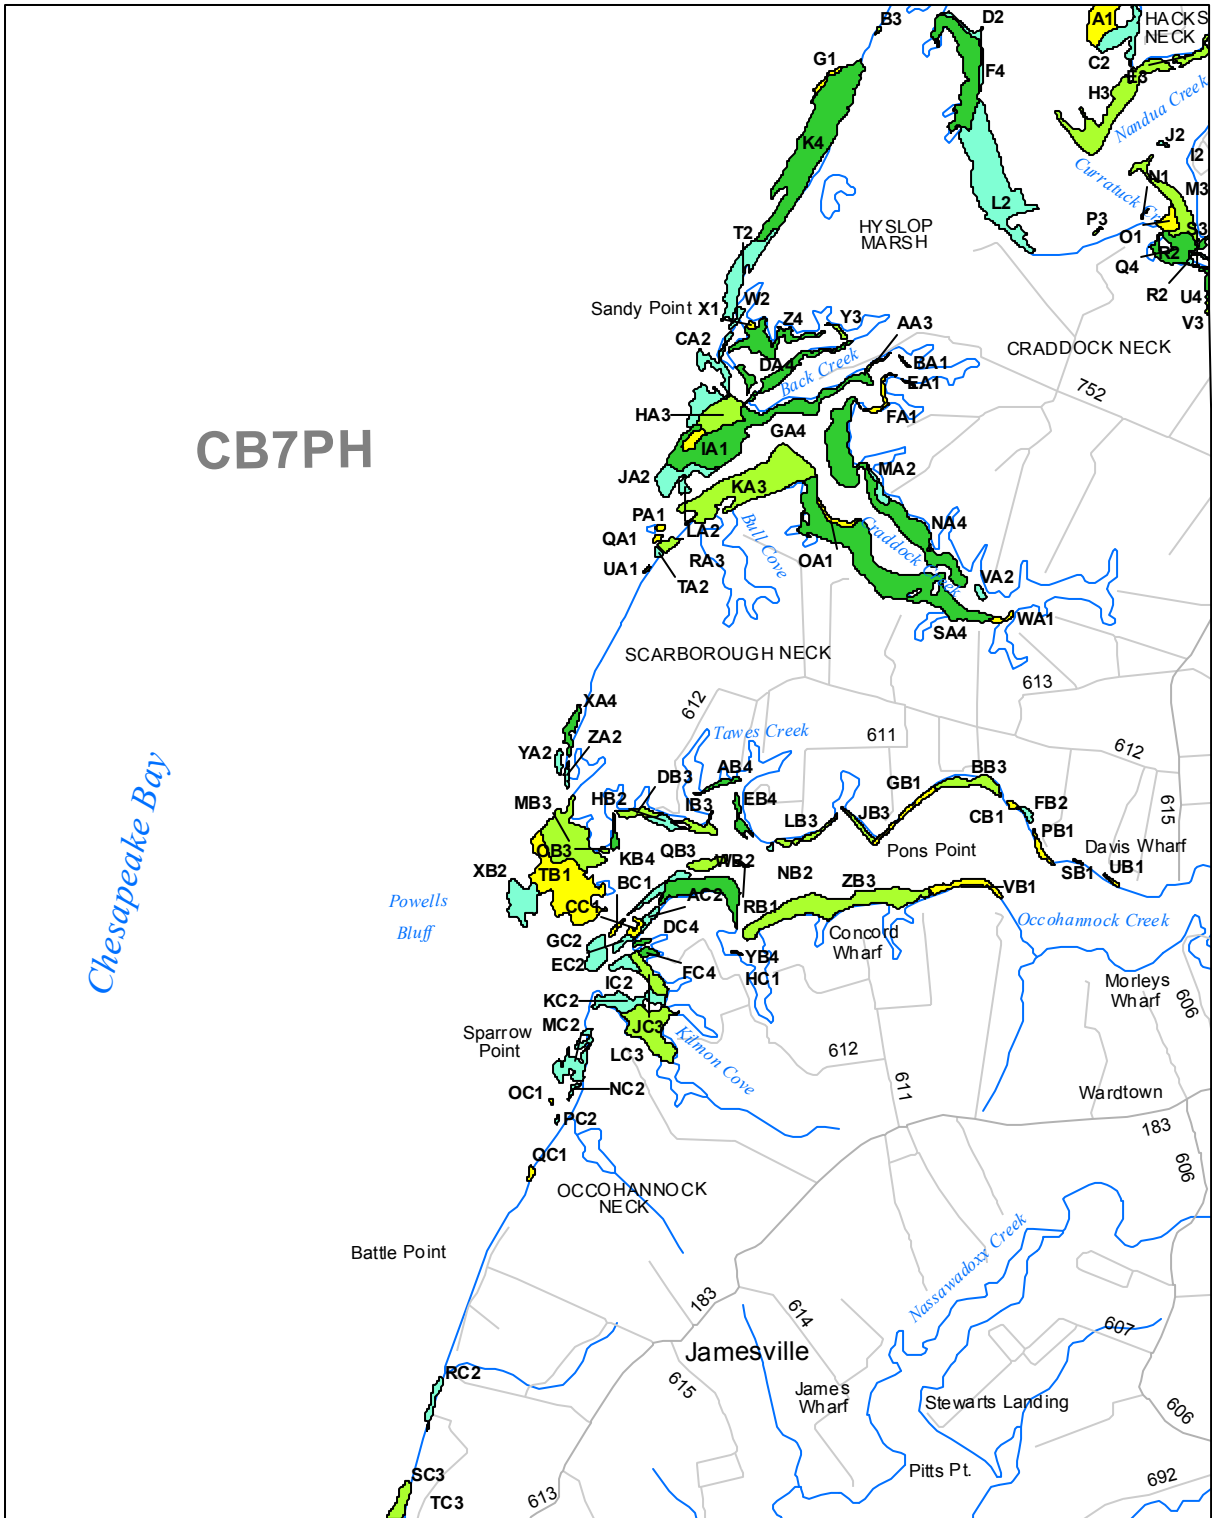 B3
D2
A1
HACKS
NECK
G1
C2
F4
E3
H3
Nandua Creek
K4
J2
I2
N1
Curratuck Cr
M3
L2
P3
T2
HYSLOP
MARSH
O1
S3
R2
Q4
R2
U4
V3
Sandy Point
X1
W2
Z4
Y3
AA3
CA2
CRADDOCK NECK
DA4
Back Creek
BA1
EA1
752
HA3
FA1
GA4
CB7PH
IA1
JA2
KA3
MA2
PA1
LA2
Bull Cove
NA4
QA1
RA3
OA1
Craddock Creek
UA1
TA2
VA2
WA1
SA4
SCARBOROUGH NECK
613
XA4
612
Tawes Creek
611
612
YA2
ZA2
Chesapeake Bay
DB3
AB4
BB3
GB1
MB3
HB2
IB3
EB4
JB3
FB2
615
LB3
CB1
PB1
OB3
QB3
Pons Point
Davis Wharf
KB4
WB2
XB2
TB1
BC1
NB2
ZB3
SB1
UB1
VB1
Powells
Bluff
CC1
AC2
RB1
Occohannock Creek
DC4
Concord
Wharf
GC2
EC2
YB4
FC4
HC1
IC2
Morleys
Wharf
606
KC2
MC2
JC3
Sparrow
Point
LC3
Kilmon Cove
612
611
OC1
NC2
Wardtown
PC2
183
QC1
606
OCCOHANNOCK
NECK
Battle Point
Nassawadoxx Creek
183
614
607
Jamesville
RC2
615
James
Wharf
Stewarts Landing
606
Pitts Pt.
SC3
692
TC3
613